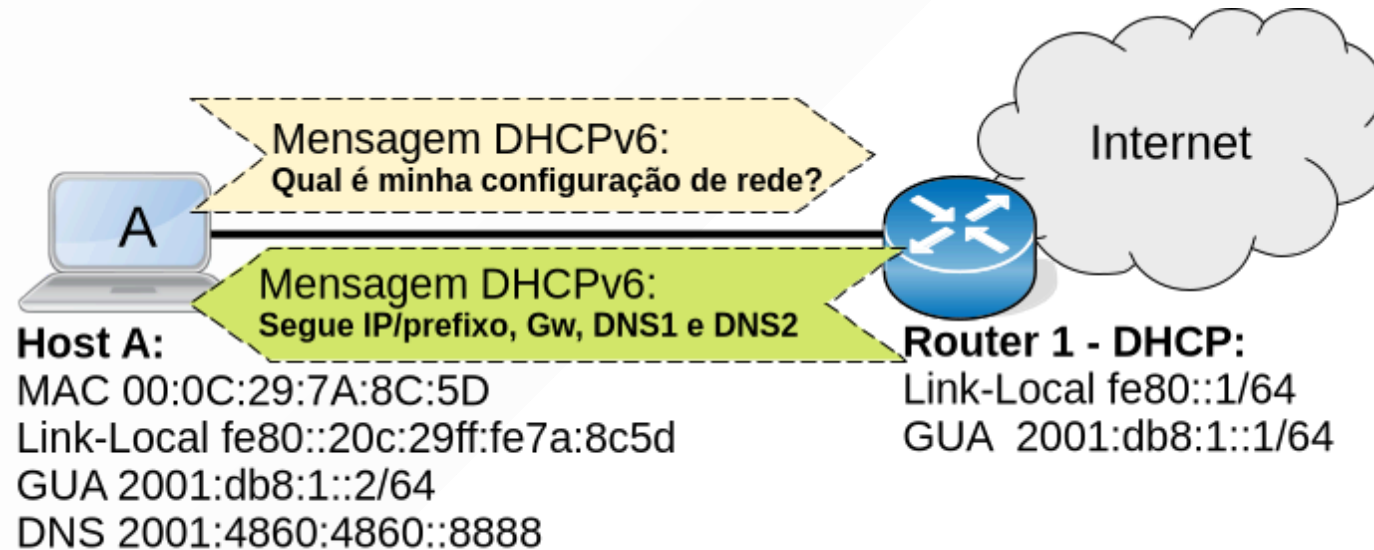 Mensagem DHCPv6:
Qual é minha configuração de rede?
Internet
A
Mensagem DHCPv6:
Segue IP/prefixo, Gw, DNS1 e DNS2
Host A:
MAC 00:0C:29:7A:8C:5D
Link-Local fe80::20c:29ff:fe7a:8c5d
GUA 2001:db8:1::2/64
DNS 2001:4860:4860::8888
Router 1 - DHCP:
Link-Local fe80::1/64
GUA 2001:db8:1::1/64